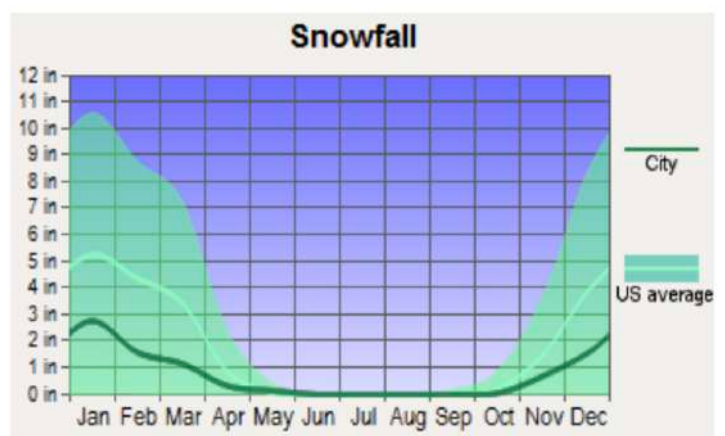 Snowfall
12 in
11 in
10 in
9 in
8 in
7 in
6 in
5 in
4 in
3 in
2 in
1 in
0 in
Jan Feb Mar Apr May Jun Jul Aug Sep Oct Nov Dec
City
US average